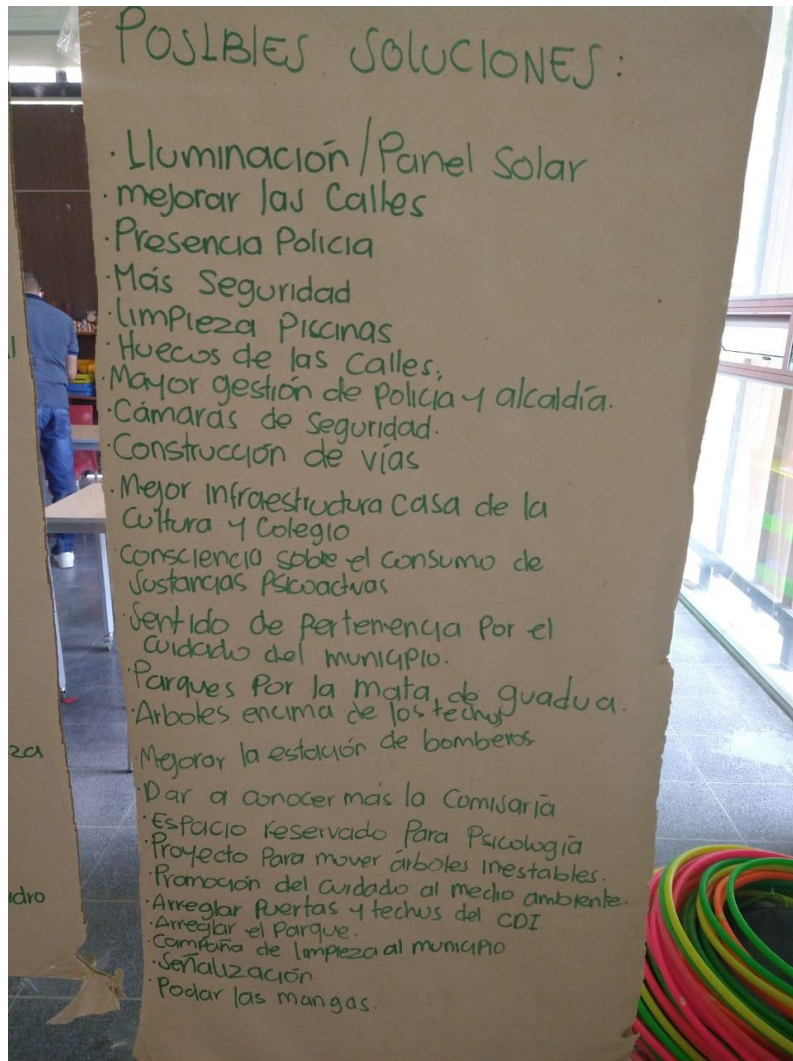 POSIBLES SOLUCIONES:
· Iluminación / Panel Solar
· mejorar las Calles
· Presencia Policia
· Más Seguridad
· limpieza Piscinas
· Huecos de las Calles.
· Mayor gestión de Policia y alcaldía.
· Cámaras de Seguridad.
· Construcción de vías
· Mejor infraestructura casa de la
Cultura y Colegio
· Consciencia sobre el consumo de
Sustancias Psicoactivas
· Sentido de Pertenencia Por el
cuidado del municipio.
· Parques Por la mata de guadua.
· Arboles encima de los techos
· Mejorar la estación de bomberos
· Dar a conocer más la Comisaría
· Espacio reservado Para Psicología
· Proyecto Para mover árboles inestables.
· Promoción del cuidado al medio ambiente.
· Arreglar Puertas y techos del CDI
· Arreglar el Parque.
· Campaña de limpieza al municipio
· Señalización
· Podar las mangas.
za
idro